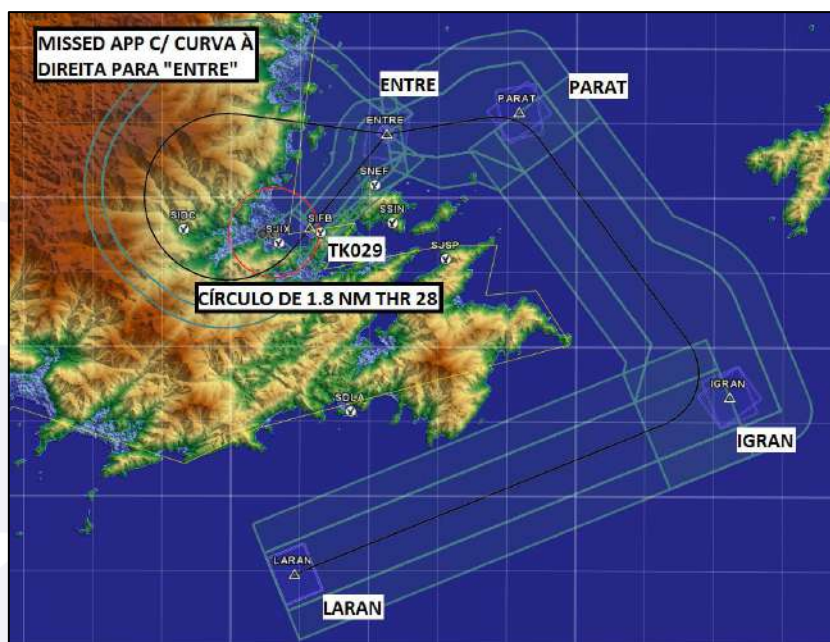 MISSED APP C/ CURVA À
DIREITA PARA "ENTRE"
ENTRE
PARAT
PARAT
ENTRE
SNEF
SIDC
SJIX
SIFB
SSIN
TK029
SJSP
CÍRCULO DE 1.8 NM THR 28
IGRAN
SDLA
IGRAN
LARAN
LARAN